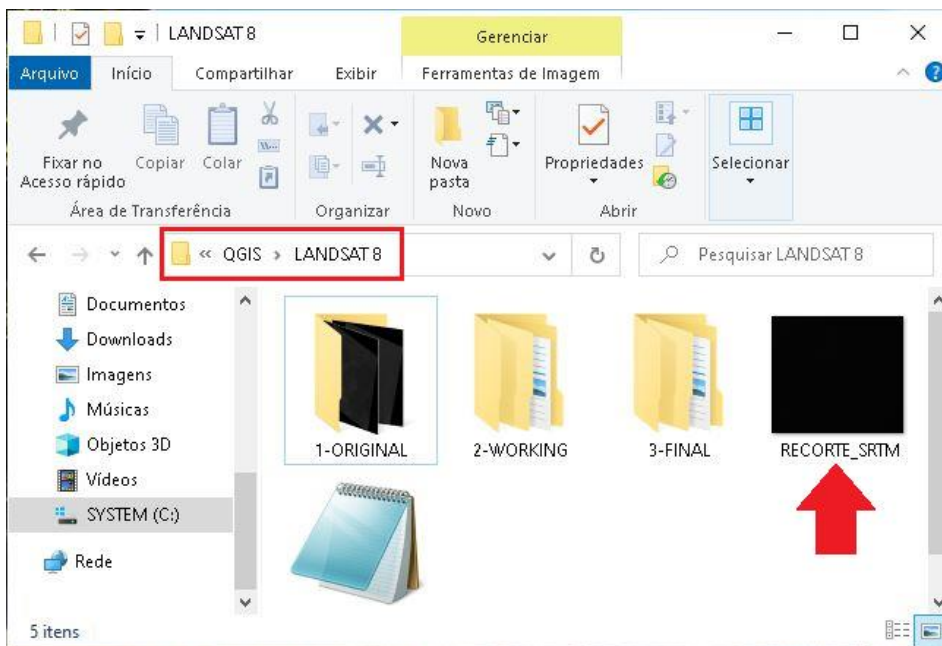 LANDSAT 8
Gerenciar
Arquivo Início Compartilhar Exibir Ferramentas de Imagem
Fixar no Acesso rápido
Copiar
Colar
Nova pasta
Propriedades
Selecionar
Área de Transferência
Organizar
Novo
Abrir
« QGIS › LANDSAT 8
Pesquisar LANDSAT 8
Documentos
Downloads
Imagens
Músicas
Objetos 3D
Vídeos
SYSTEM (C:)
Rede
1-ORIGINAL
2-WORKING
3-FINAL
RECORTE_SRTM
5 itens